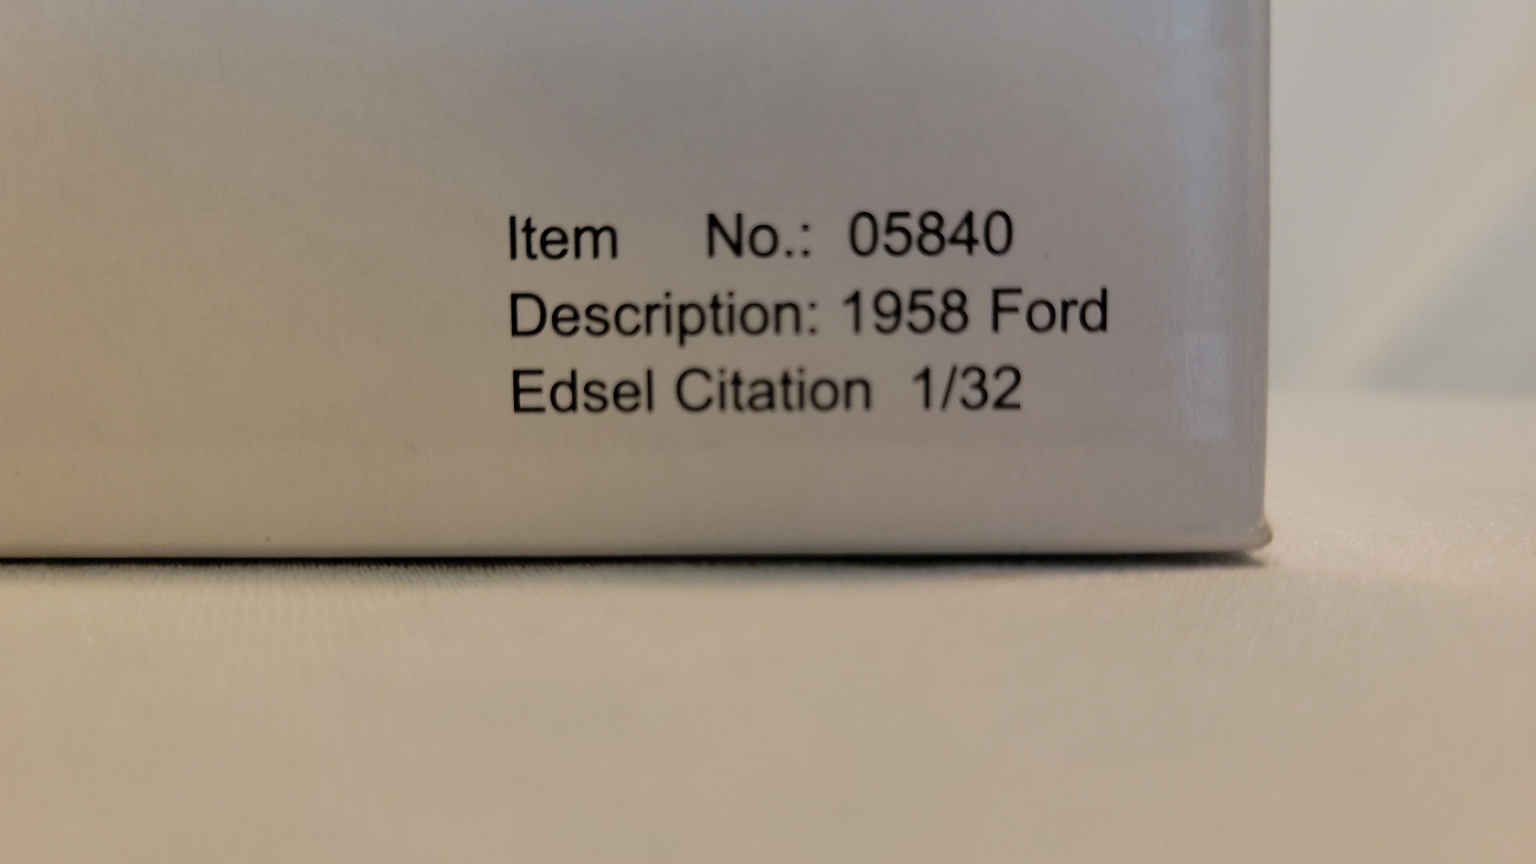 Item No.: 05840
Description: 1958 Ford
Edsel Citation 1/32